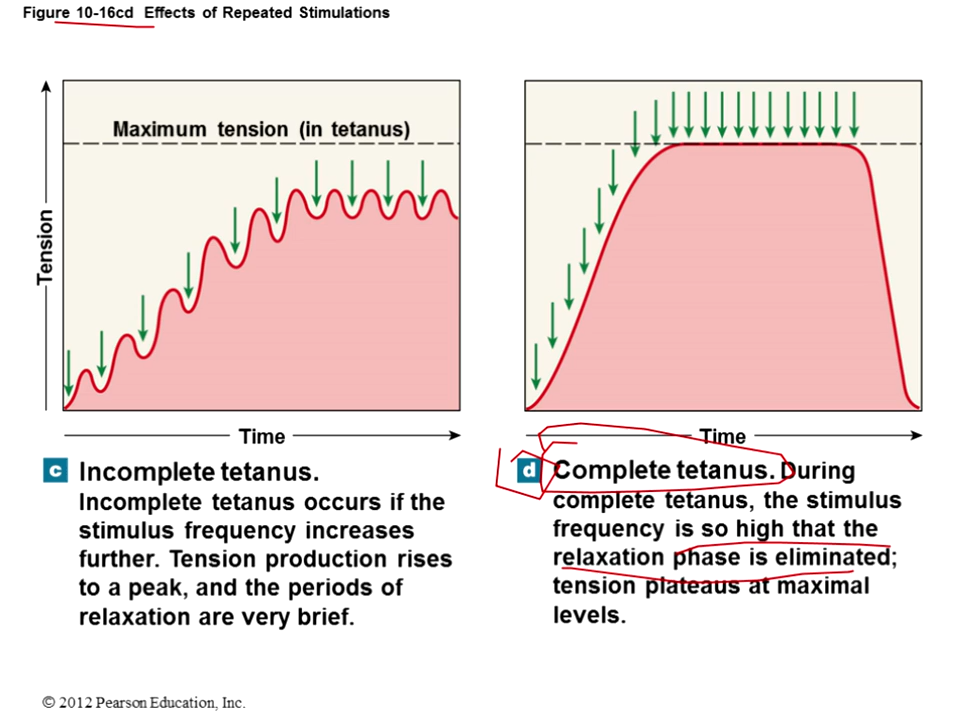 Figure 10-16cd Effects of Repeated Stimulations
Maximum tension (in tetanus)
Tension
Time
c Incomplete tetanus.
Incomplete tetanus occurs if the
stimulus frequency increases
further. Tension production rises
to a peak, and the periods of
relaxation are very brief.
Time
d Complete tetanus. During
complete tetanus, the stimulus
frequency is so high that the
relaxation phase is eliminated;
tension plateaus at maximal
levels.
© 2012 Pearson Education, Inc.